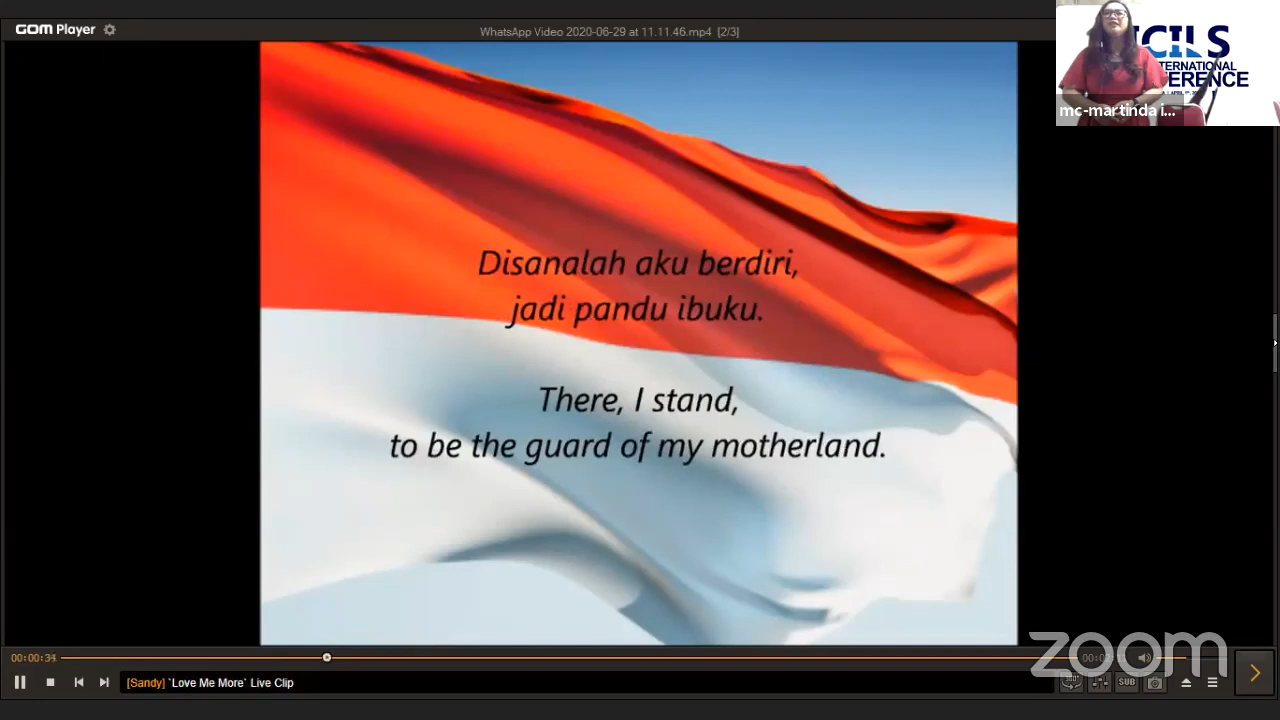 GOM Player
WhatsApp Video 2020-06-29 at 11.11.46.mp4 [2/3]
ICILS
INTERNATIONAL
mc-martinda i...
Disanalah aku berdiri,
jadi pandu ibuku.
There, I stand,
to be the guard of my motherland.
00:00:34
zoom
[Sandy] `Love Me More` Live Clip
SUB